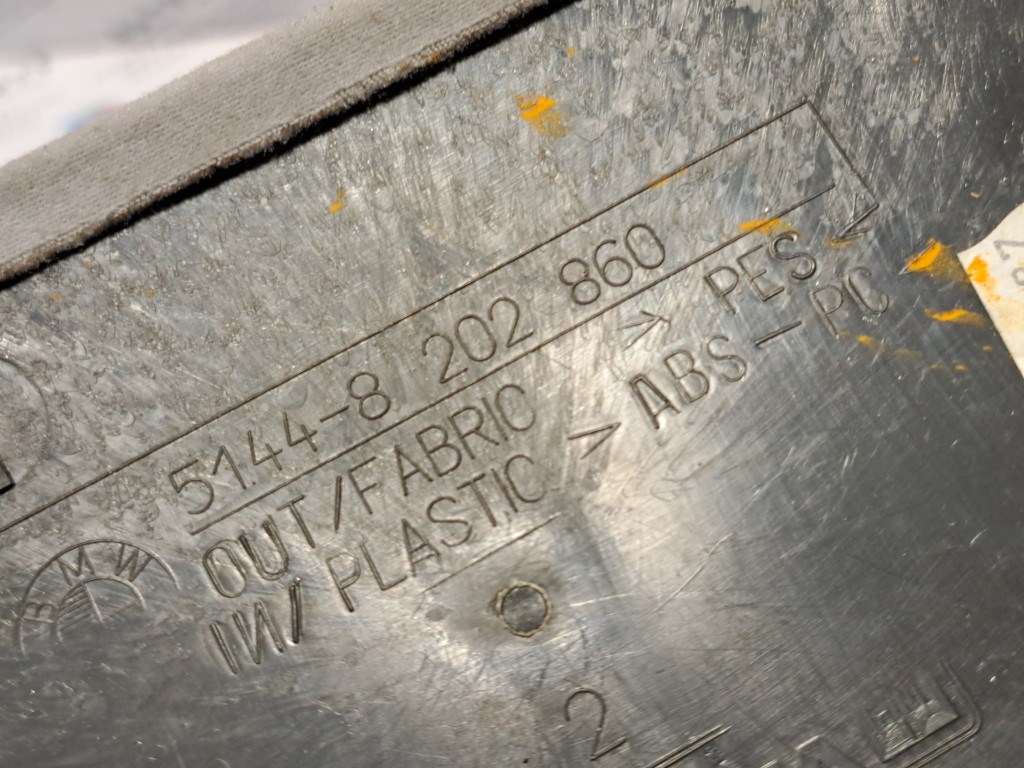 5144-8 202 860
OUT/FABRIC > PES <
IN/PLASTIC > ABS-PC
BMW
2